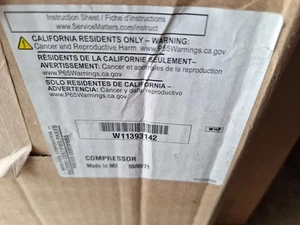 Instruction Sheet / Fiche d'instructions
www.ServiceMatters.com/instruct
CALIFORNIA RESIDENTS ONLY – WARNING:
Cancer and Reproductive Harm. www.P65Warnings.ca.gov
RÉSIDENTS DE LA CALIFORNIE SEULEMENT–
AVERTISSEMENT: Cancer et anomalies de la reproduction
www.P65Warnings.ca.gov
SOLO RESIDENTES DE CALIFORNIA –
ADVERTENCIA: Cáncer y daño reproductivo
www.P65Warnings.ca.gov
W11393142
WHP
COMPRESSOR
Made in MX